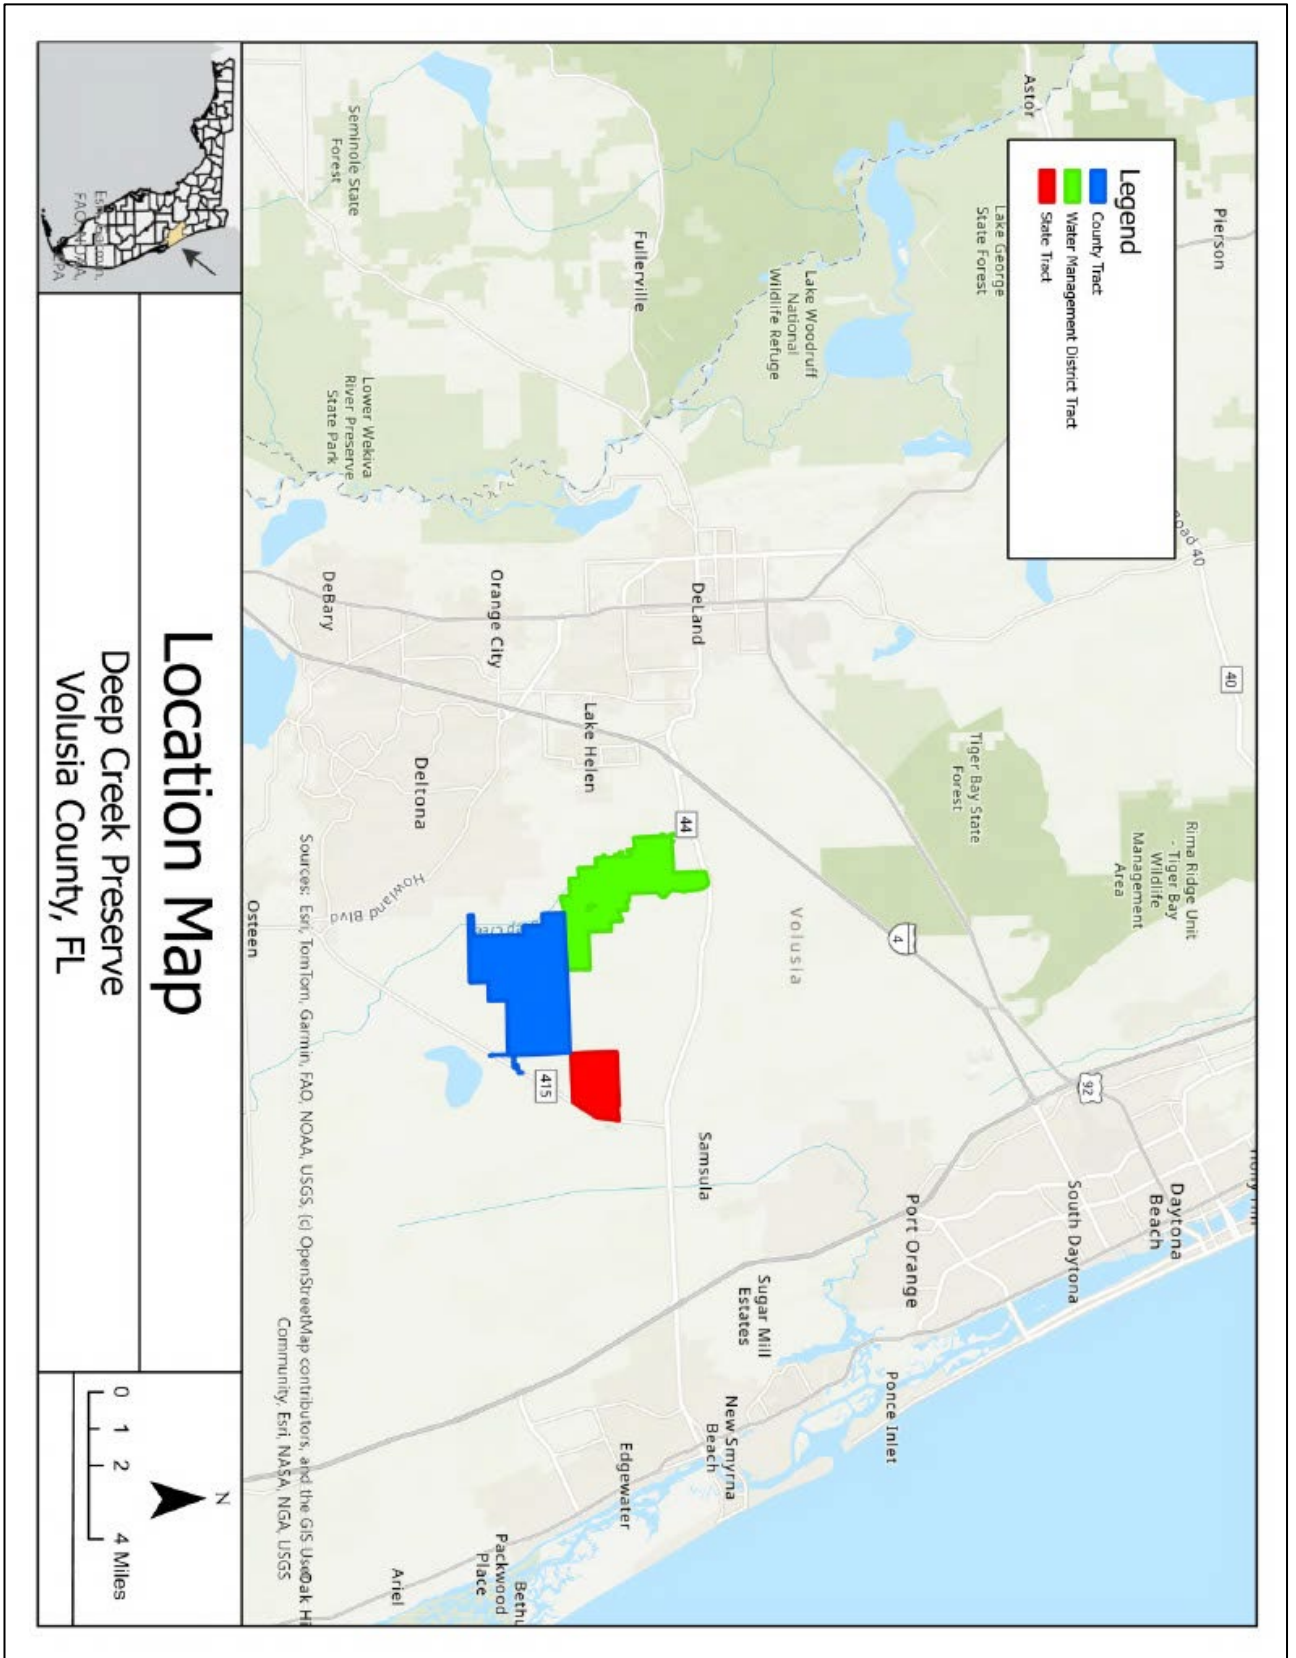 Pierson
Astor
Road 40
40
Lake George
State Forest
Legend
County Tract
Water Management District Tract
State Tract
Rima Ridge Unit
- Tiger Bay
Wildlife
Management
Area
Tiger Bay State
Forest
Daytona
Beach
92
South Daytona
Lake Woodruff
National
Wildlife Refuge
4
Volusia
Port Orange
Ponce Inlet
Fullerville
DeLand
44
Samsula
Sugar Mill
Estates
New Smyrna
Beach
Lake Helen
Edgewater
415
Orange City
Packwood
Place
Deltona
Howland Blvd
Ariel
Seminole State
Forest
Lower Wekiva
River Preserve
State Park
DeBary
Osteen
Sources: Esri, TomTom, Garmin, FAO, NOAA, USGS, (c) OpenStreetMap contributors, and the GIS
Community, Esri, NASA, NGA, USGS
Location Map
Deep Creek Preserve
Volusia County, FL
N
0 1 2 4 Miles